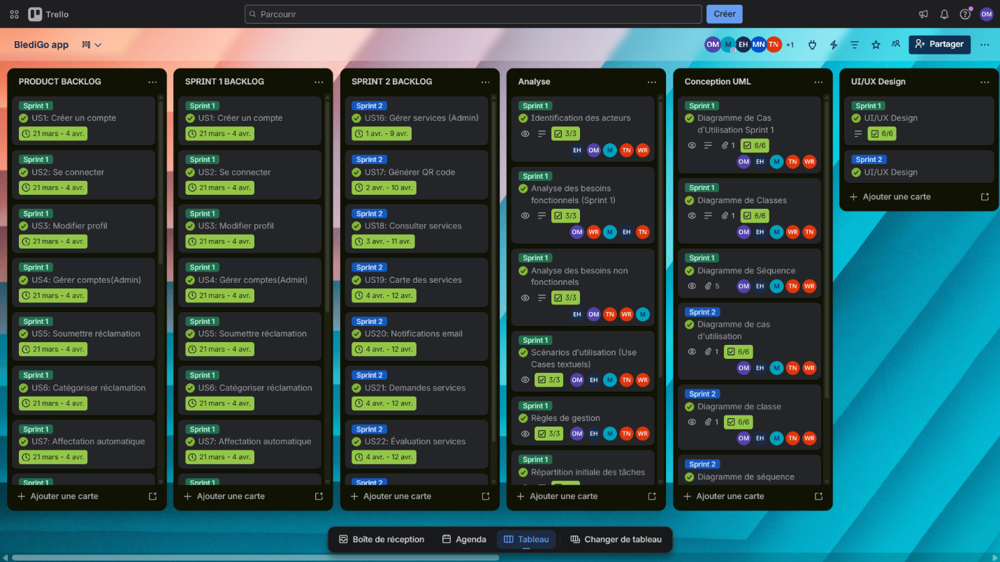 Trello
Parcourir
Créer
OM
BlediGo app
OM M EH MN TN +1
Partager
PRODUCT BACKLOG
Sprint 1
US1: Créer un compte
21 mars - 4 avr.
Sprint 1
US2: Se connecter
21 mars - 4 avr.
Sprint 1
US3: Modifier profil
21 mars - 4 avr.
Sprint 1
US4: Gérer comptes(Admin)
21 mars - 4 avr.
Sprint 1
US5: Soumettre réclamation
21 mars - 4 avr.
Sprint 1
US6: Catégoriser réclamation
21 mars - 4 avr.
Sprint 1
US7: Affectation automatique
21 mars - 4 avr.
Sprint 1
Ajouter une carte
SPRINT 1 BACKLOG
Sprint 1
US1: Créer un compte
21 mars - 4 avr.
Sprint 1
US2: Se connecter
21 mars - 4 avr.
Sprint 1
US3: Modifier profil
21 mars - 4 avr.
Sprint 1
US4: Gérer comptes(Admin)
21 mars - 4 avr.
Sprint 1
US5: Soumettre réclamation
21 mars - 4 avr.
Sprint 1
US6: Catégoriser réclamation
21 mars - 4 avr.
Sprint 1
US7: Affectation automatique
21 mars - 4 avr.
Sprint 1
Ajouter une carte
SPRINT 2 BACKLOG
Sprint 2
US16: Gérer services (Admin)
1 avr. - 9 avr.
Sprint 2
US17: Générer QR code
2 avr. - 10 avr.
Sprint 2
US18: Consulter services
3 avr. - 11 avr.
Sprint 2
US19: Carte des services
4 avr. - 12 avr.
Sprint 2
US20: Notifications email
4 avr. - 12 avr.
Sprint 2
US21: Demandes services
4 avr. - 12 avr.
Sprint 2
US22: Évaluation services
4 avr. - 12 avr.
Sprint 2
Ajouter une carte
Analyse
Sprint 1
Identification des acteurs
3/3
EH OM M TN WR
Sprint 1
Analyse des besoins
fonctionnels (Sprint 1)
3/3
OM WR M EH TN
Sprint 1
Analyse des besoins non
fonctionnels
3/3
EH OM TN WR M
Sprint 1
Scénarios d'utilisation (Use
Cases textuels)
3/3 OM EH M TN WR
Sprint 1
Règles de gestion
3/3 OM EH M TN WR
Sprint 1
Répartition initiale des tâches
Ajouter une carte
Conception UML
Sprint 1
Diagramme de Cas
d'Utilisation Sprint 1
1 6/6
OM EH M TN WR
Sprint 1
Diagramme de Classes
1 6/6
OM EH M WR TN
Sprint 1
Diagramme de Séquence
5 OM EH M TN WR
Sprint 2
Diagramme de cas
d'utilisation
1 6/6
OM EH M TN WR
Sprint 2
Diagramme de classe
1 6/6
OM EH M TN WR
Sprint 2
Diagramme de séquence
Ajouter une carte
UI/UX Design
Sprint 1
UI/UX Design
6/6
Sprint 2
UI/UX Design
Ajouter une carte
Boîte de réception
Agenda
Tableau
Changer de tableau